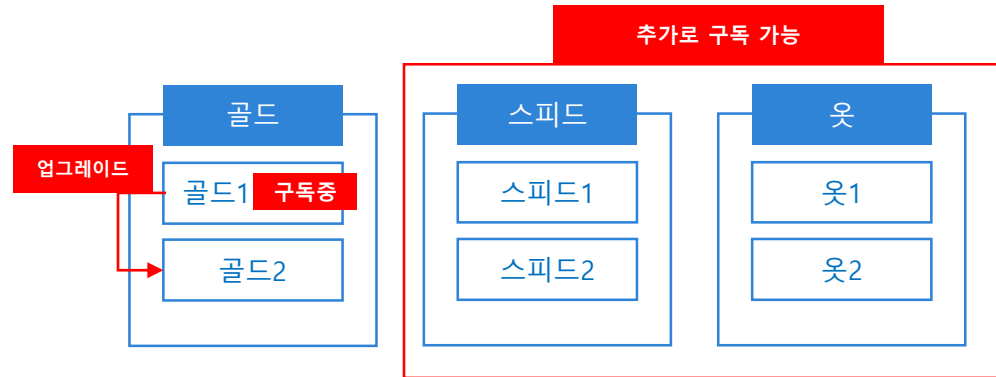 추가로 구독 가능
골드
스피드
옷
업그레이드
골드1
구독중
스피드1
옷1
골드2
스피드2
옷2